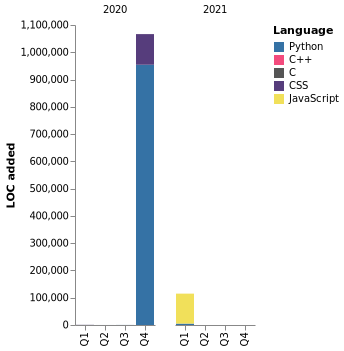 2020 2021
Language
Python
C++
C
CSS
JavaScript
LOC added
1,100,000
1,000,000
900,000
800,000
700,000
600,000
500,000
400,000
300,000
200,000
100,000
0
Q1 Q2 Q3 Q4 Q1 Q2 Q3 Q4